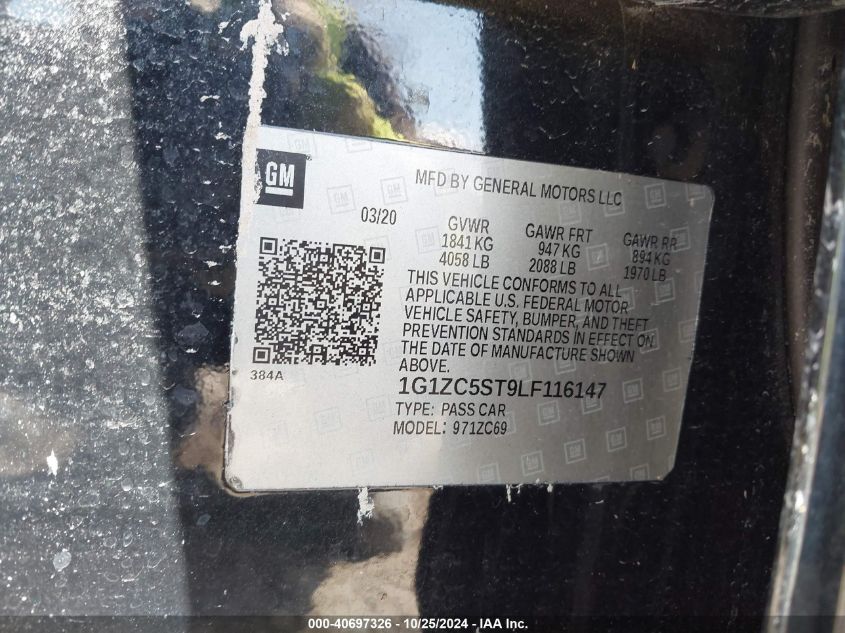 GM
MFD BY GENERAL MOTORS LLC
03/20
GVWR
1841 KG
4058 LB
GAWR FRT
947 KG
2088 LB
GAWR RR
894 KG
1970 LB
THIS VEHICLE CONFORMS TO ALL
APPLICABLE U.S. FEDERAL MOTOR
VEHICLE SAFETY, BUMPER, AND THEFT
PREVENTION STANDARDS IN EFFECT ON
THE DATE OF MANUFACTURE SHOWN
ABOVE.
384A
1G1ZC5ST9LF116147
TYPE: PASS CAR
MODEL: 971ZC69
000-40697326 - 10/25/2024 - IAA Inc.